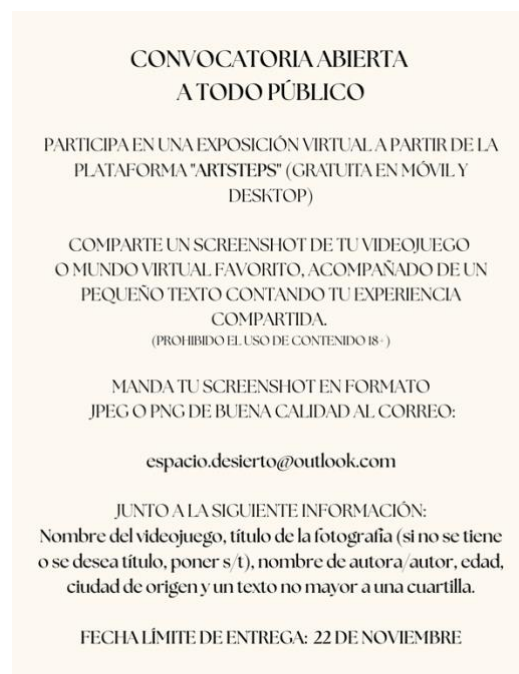 CONVOCATORIA ABIERTA
A TODO PÚBLICO
PARTICIPA EN UNA EXPOSICIÓN VIRTUAL A PARTIR DE LA
PLATAFORMA "ARTSTEPS" (GRATUITA EN MÓVIL Y
DESKTOP)
COMPARTE UN SCREENSHOT DE TU VIDEOJUEGO
O MUNDO VIRTUAL FAVORITO, ACOMPAÑADO DE UN
PEQUEÑO TEXTO CONTANDO TU EXPERIENCIA
COMPARTIDA.
(PROHIBIDO EL USO DE CONTENIDO 18+)
MANDA TU SCREENSHOT EN FORMATO
JPEG O PNG DE BUENA CALIDAD AL CORREO:
espacio.desierto@outlook.com
JUNTO A LA SIGUIENTE INFORMACIÓN:
Nombre del videojuego, título de la fotografía (si no se tiene
o se desea título, poner s/t), nombre de autora/autor, edad,
ciudad de origen y un texto no mayor a una cuartilla.
FECHA LÍMITE DE ENTREGA: 22 DE NOVIEMBRE